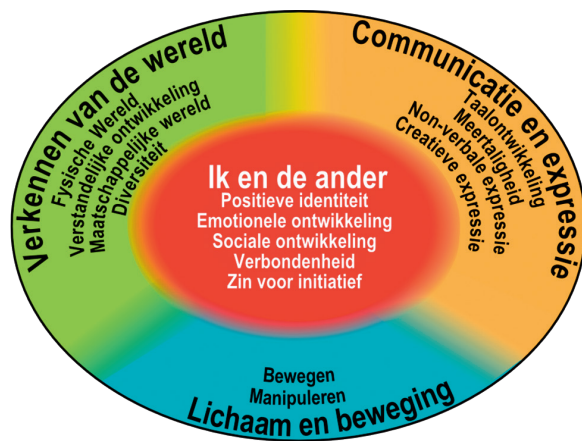 Verkennen van de wereld
Fysische Wereld
Verstandelijke ontwikkeling
Maatschappelijke wereld
Diversiteit
Communicatie en expressie
Taalontwikkeling
Meertaligheid
Non-verbale expressie
Creatieve expressie
Ik en de ander
Positieve identiteit
Emotionele ontwikkeling
Sociale ontwikkeling
Verbondenheid
Zin voor initiatief
Bewegen
Manipuleren
Lichaam en beweging